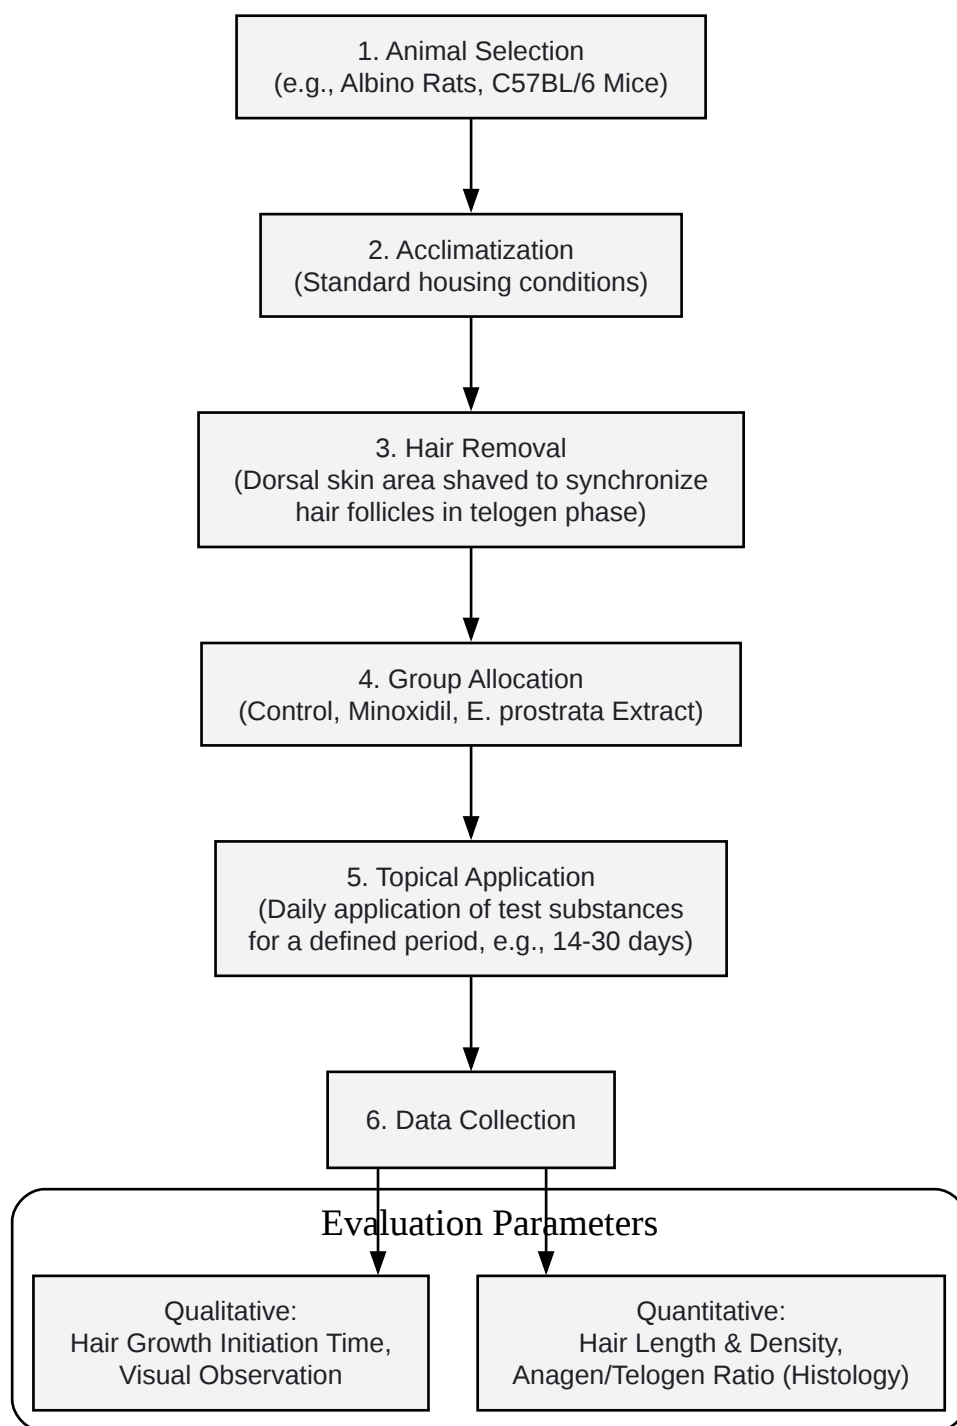 1. Animal Selection
(e.g., Albino Rats, C57BL/6 Mice)
2. Acclimatization
(Standard housing conditions)
3. Hair Removal
(Dorsal skin area shaved to synchronize
hair follicles in telogen phase)
4. Group Allocation
(Control, Minoxidil, E. prostrata Extract)
5. Topical Application
(Daily application of test substances
for a defined period, e.g., 14-30 days)
6. Data Collection
Evaluation Parameters
Qualitative:
Hair Growth Initiation Time,
Visual Observation
Quantitative:
Hair Length & Density,
Anagen/Telogen Ratio (Histology)